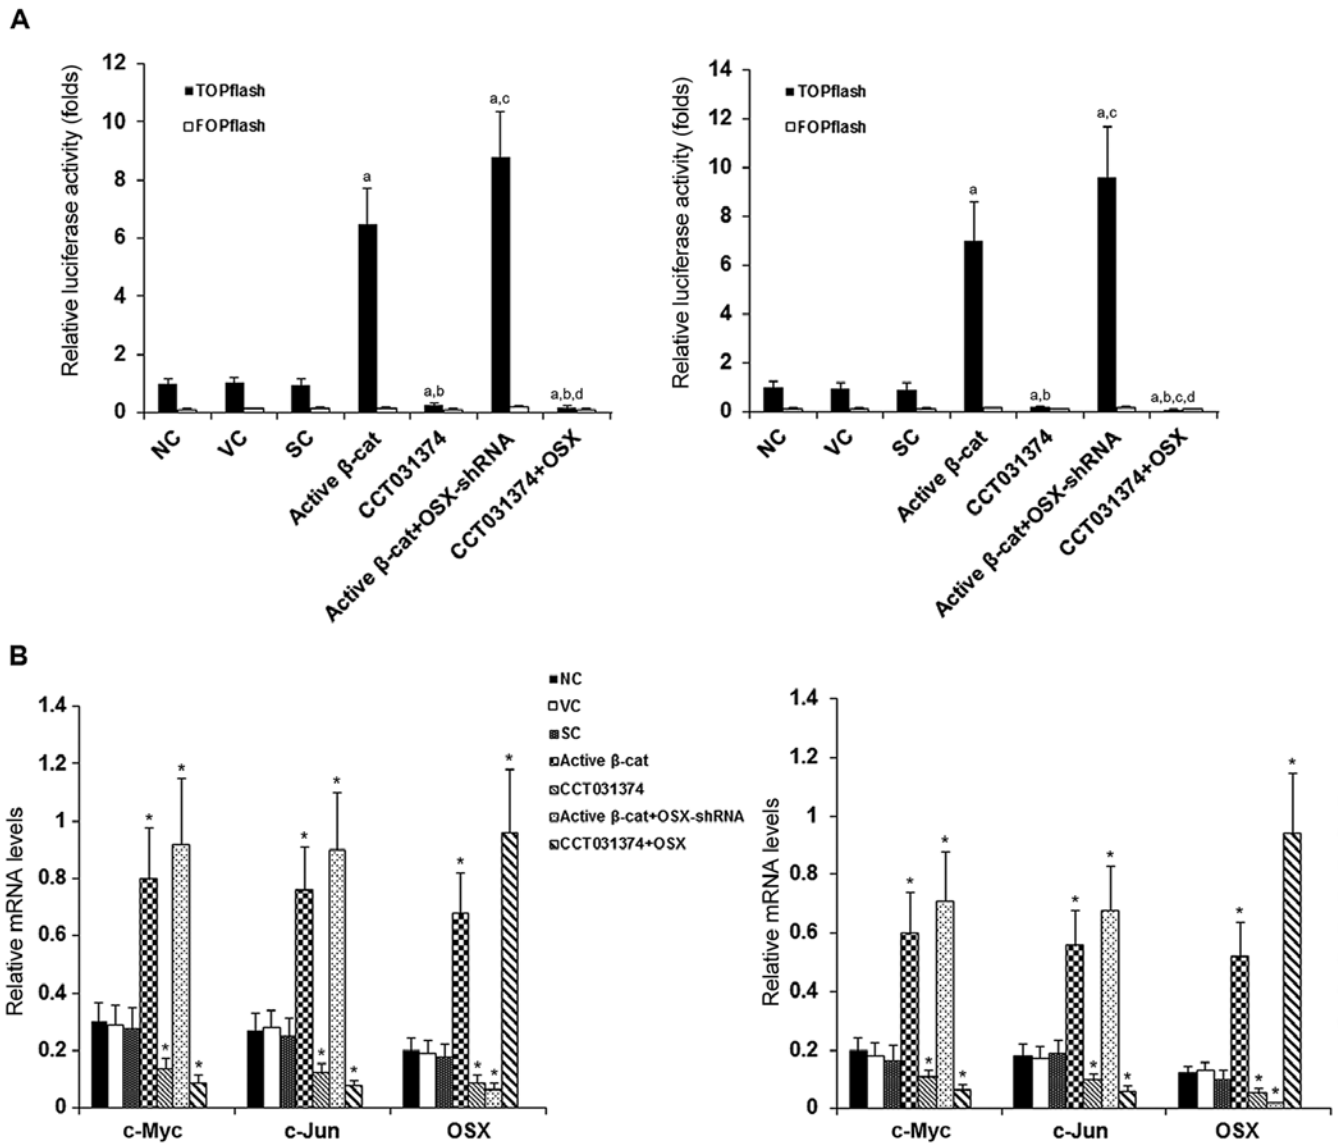 A
Relative luciferase activity (folds)
12
10
8
6
4
2
0
TOPflash
FOPflash
a
a,b
a,c
a,b,d
NC
VC
SC
Active β-cat
CCT031374
Active β-cat+OSX-shRNA
CCT031374+OSX
Relative luciferase activity (folds)
14
12
10
8
6
4
2
0
TOPflash
FOPflash
a
a,b
a,c
a,b,c,d
NC
VC
SC
Active β-cat
CCT031374
Active β-cat+OSX-shRNA
CCT031374+OSX
B
Relative mRNA levels
1.4
1.2
1
0.8
0.6
0.4
0.2
0
* * * *
* * * *
* * * *
c-Myc
c-Jun
OSX
NC
VC
SC
Active β-cat
CCT031374
Active β-cat+OSX-shRNA
CCT031374+OSX
Relative mRNA levels
1.4
1.2
1
0.8
0.6
0.4
0.2
0
* * * *
* * * *
* * * *
c-Myc
c-Jun
OSX